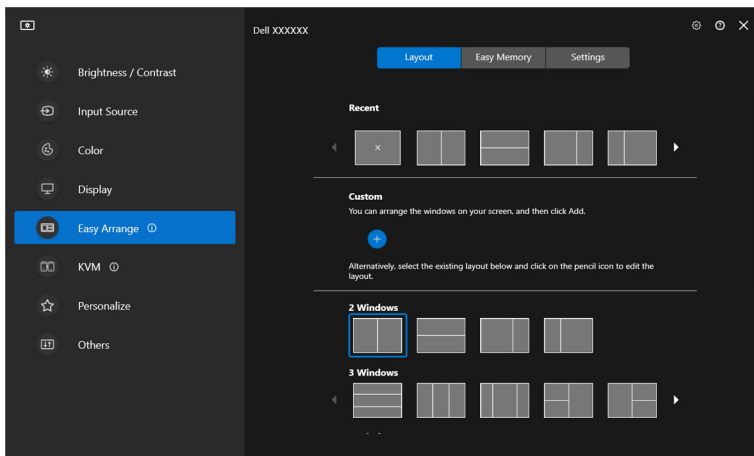 Dell XXXXXX
Brightness / Contrast
Input Source
Color
Display
Easy Arrange
KVM
Personalize
Others
Layout
Easy Memory
Settings
Recent
Custom
You can arrange the windows on your screen, and then click Add.
Alternatively, select the existing layout below and click on the pencil icon to edit the
layout.
2 Windows
3 Windows